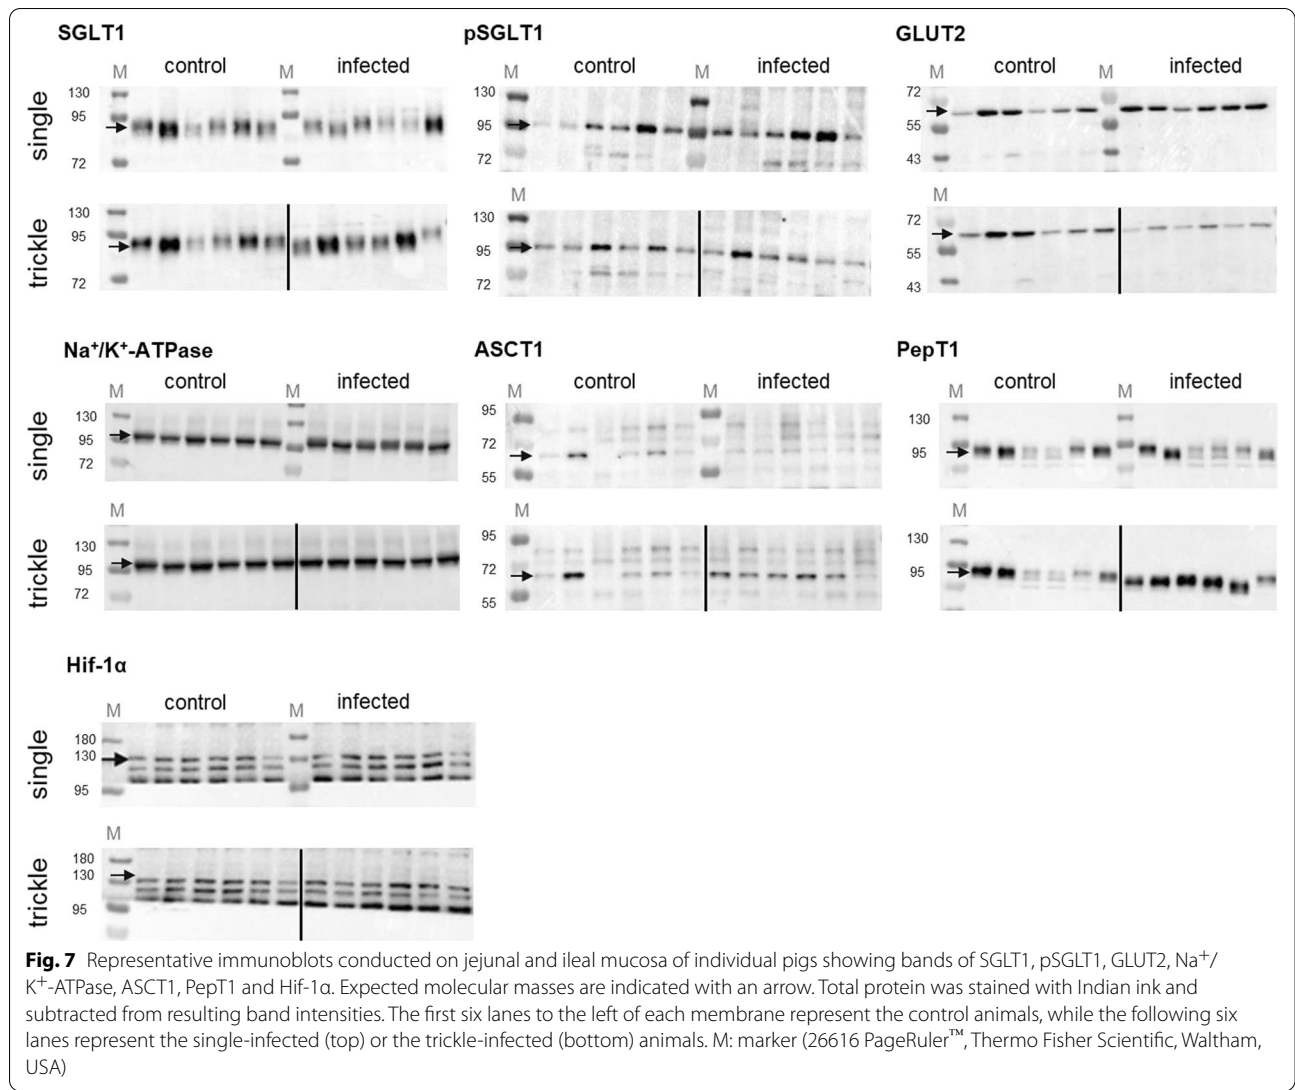 SGLT1
M control M infected
single
130
95
72
trickle
130
95
72
pSGLT1
M control M infected
130
95
72
M
130
95
72
GLUT2
M control M infected
72
55
43
M
72
55
43
Na+/K+-ATPase
M control M infected
single
130
95
72
M
trickle
130
95
72
ASCT1
M control M infected
95
72
55
M
95
72
55
PepT1
M control M infected
130
95
M
130
95
Hif-1α
M control M infected
single
180
130
95
M
trickle
180
130
95
Fig. 7 Representative immunoblots conducted on jejunal and ileal mucosa of individual pigs showing bands of SGLT1, pSGLT1, GLUT2, Na+/
K+-ATPase, ASCT1, PepT1 and Hif-1α. Expected molecular masses are indicated with an arrow. Total protein was stained with Indian ink and
subtracted from resulting band intensities. The first six lanes to the left of each membrane represent the control animals, while the following six
lanes represent the single-infected (top) or the trickle-infected (bottom) animals. M: marker (26616 PageRuler™, Thermo Fisher Scientific, Waltham,
USA)